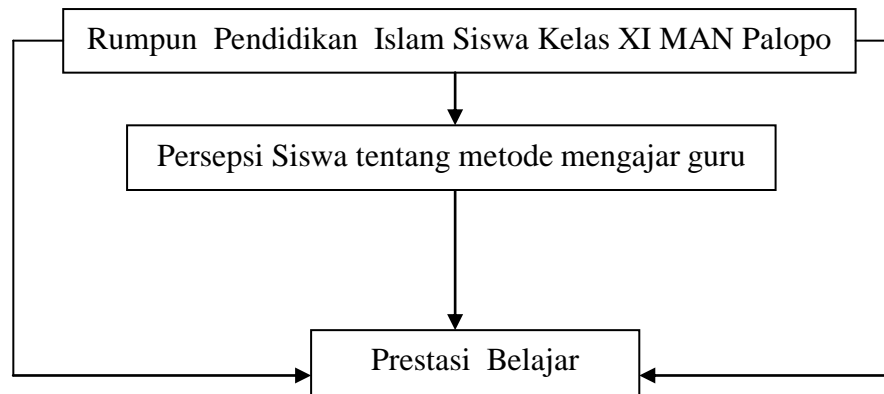 Rumpun Pendidikan Islam Siswa Kelas XI MAN Palopo
Persepsi Siswa tentang metode mengajar guru
Prestasi Belajar